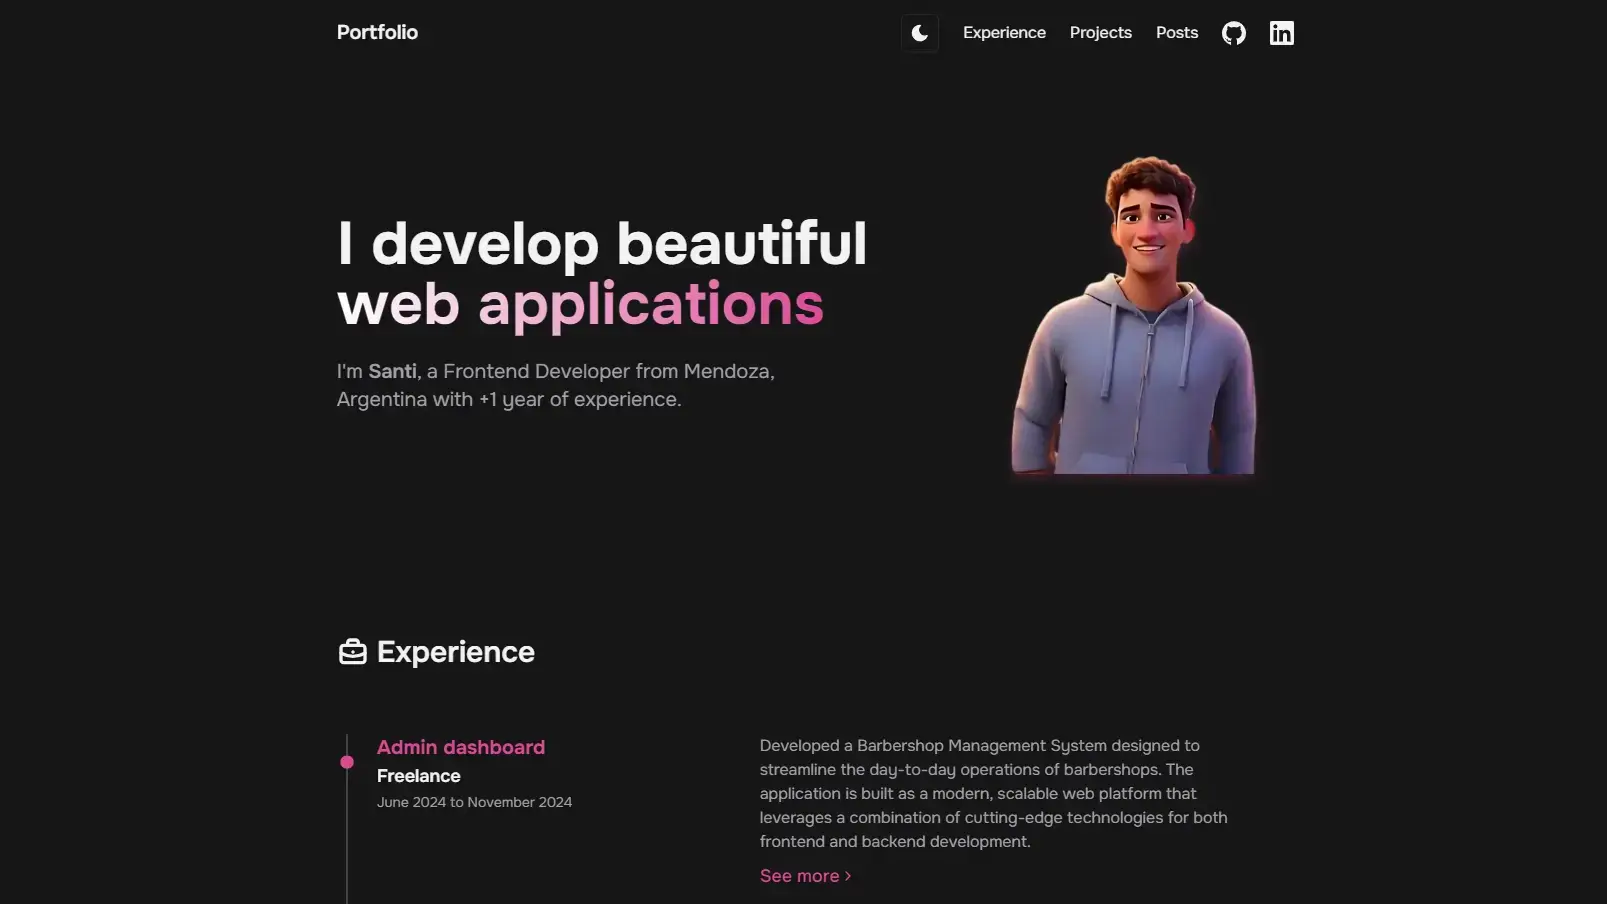 Portfolio
Experience
Projects
Posts
I develop beautiful
web applications
I'm Santi, a Frontend Developer from Mendoza,
Argentina with +1 year of experience.
Experience
Admin dashboard
Freelance
June 2024 to November 2024
Developed a Barbershop Management System designed to
streamline the day-to-day operations of barbershops. The
application is built as a modern, scalable web platform that
leverages a combination of cutting-edge technologies for both
frontend and backend development.
See more >